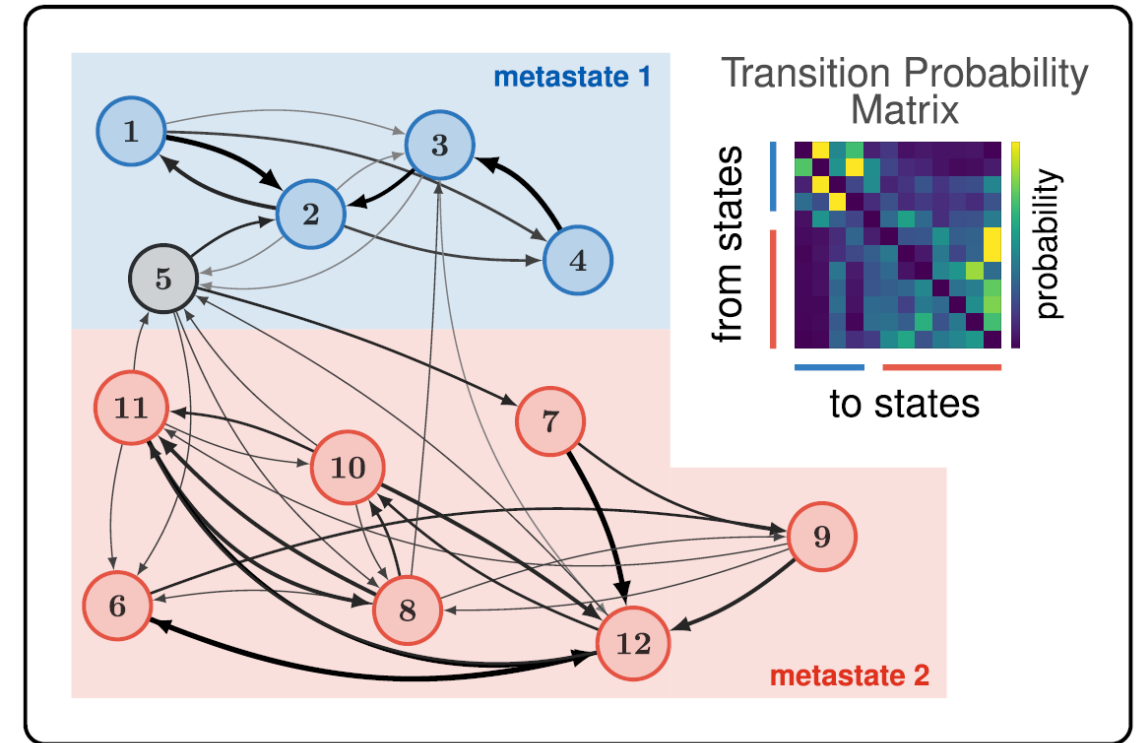 metastate 1
1
3
2
4
5
11
7
10
9
6
8
12
metastate 2
Transition Probability
Matrix
from states
probability
to states